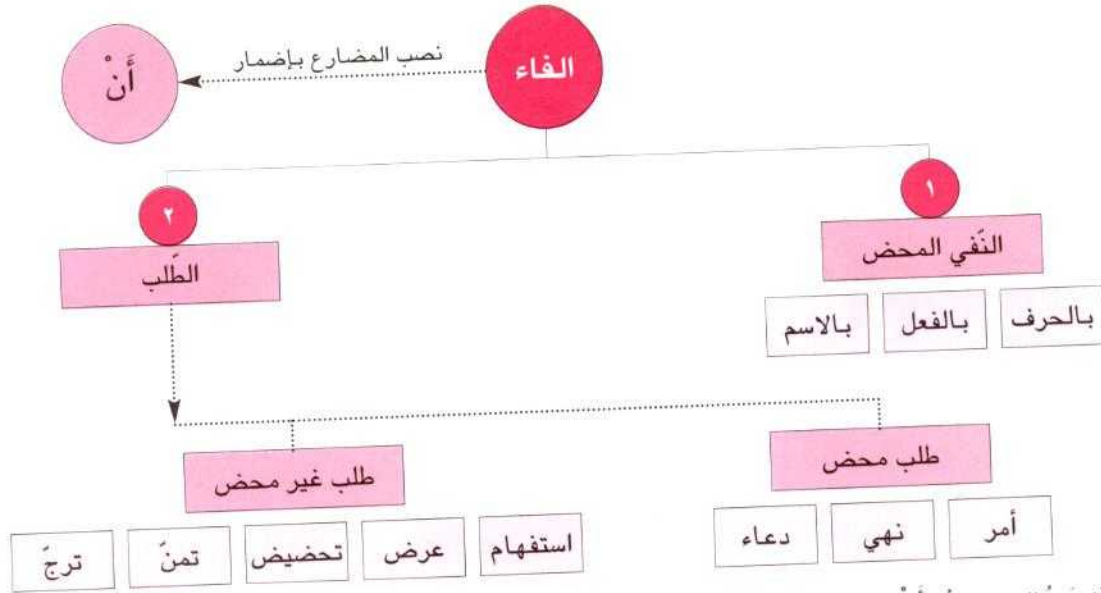 الفاء
نصب المضارع بإضمار
أَنْ
١
النّفي المحض
بالحرف
بالفعل
بالاسم
٢
الطّلب
طلب محض
أمر
نهي
دعاء
طلب غير محض
استفهام
عرض
تحضيض
تمنّ
ترجّ